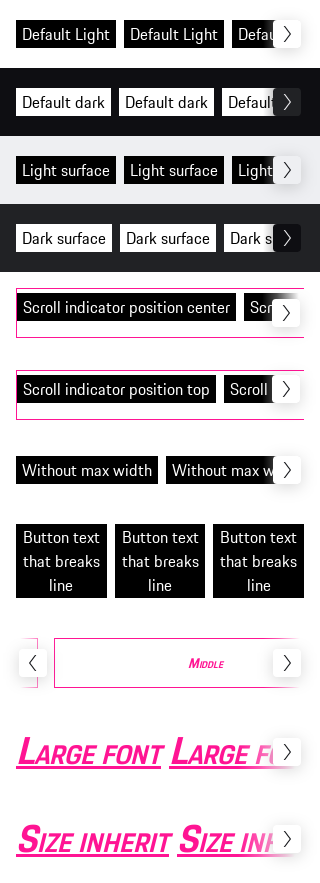 Default Light Default Light Defau
Default dark Default dark Default
Light surface Light surface Light
Dark surface Dark surface Dark s
Scroll indicator position center Scr
Scroll indicator position top Scroll
Without max width Without max w
Button text Button text Button text
that breaks that breaks that breaks
line line line
Middle
Large font Large fo
Size inherit Size inh